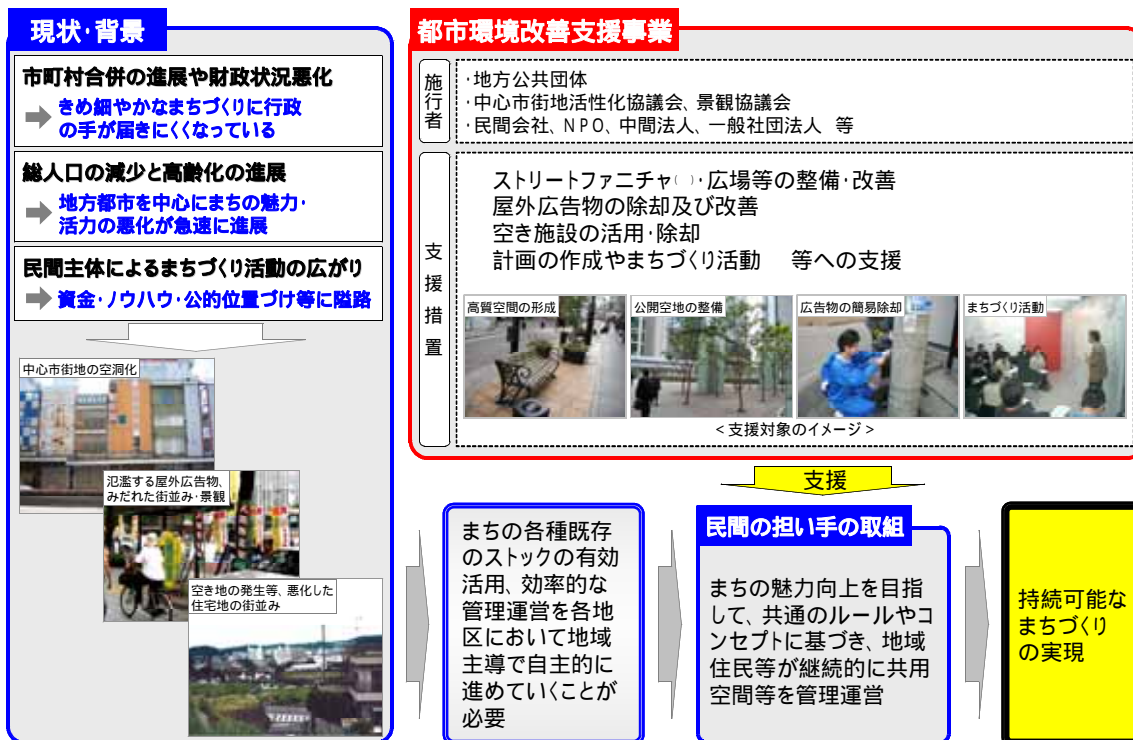 現状・背景
市町村合併の進展や財政状況悪化
きめ細やかなまちづくりに行政
の手が届きにくくなっている
総人口の減少と高齢化の進展
地方都市を中心にまちの魅力・
活力の悪化が急速に進展
民間主体によるまちづくり活動の広がり
資金・ノウハウ・公的位置づけ等に隘路
中心市街地の空洞化
氾濫する屋外広告物、
みだれた街並み・景観
空き地の発生等、悪化した
住宅地の街並み
都市環境改善支援事業
施行者
・地方公共団体
・中心市街地活性化協議会、景観協議会
・民間会社、NPO、中間法人、一般社団法人 等
支援措置
ストリートファニチャ( )・広場等の整備・改善
屋外広告物の除却及び改善
空き施設の活用・除却
計画の作成やまちづくり活動 等への支援
高質空間の形成
公開空地の整備
広告物の簡易除却
まちづくり活動
<支援対象のイメージ>
支援
まちの各種既存
のストックの有効
活用、効率的な
管理運営を各地
区において地域
主導で自主的に
進めていくことが
必要
民間の担い手の取組
まちの魅力向上を目指
して、共通のルールやコ
ンセプトに基づき、地域
住民等が継続的に共用
空間等を管理運営
持続可能な
まちづくり
の実現